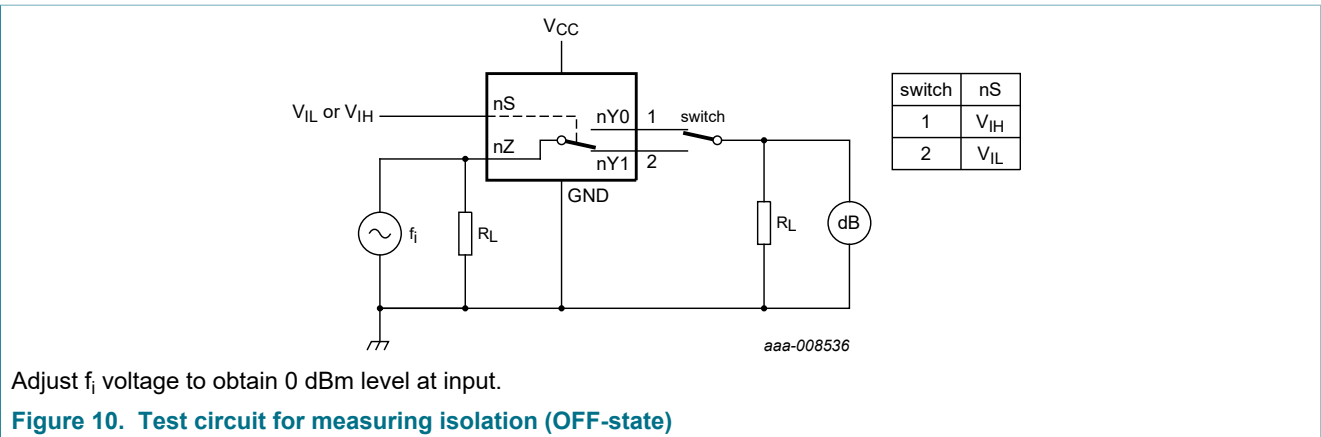 VCC
VIL or VIH
nS
nZ
nY0
nY1
1
2
switch
GND
fi
RL
RL
dB
switch nS
1 VIH
2 VIL
aaa-008536
Adjust fi voltage to obtain 0 dBm level at input.
Figure 10. Test circuit for measuring isolation (OFF-state)